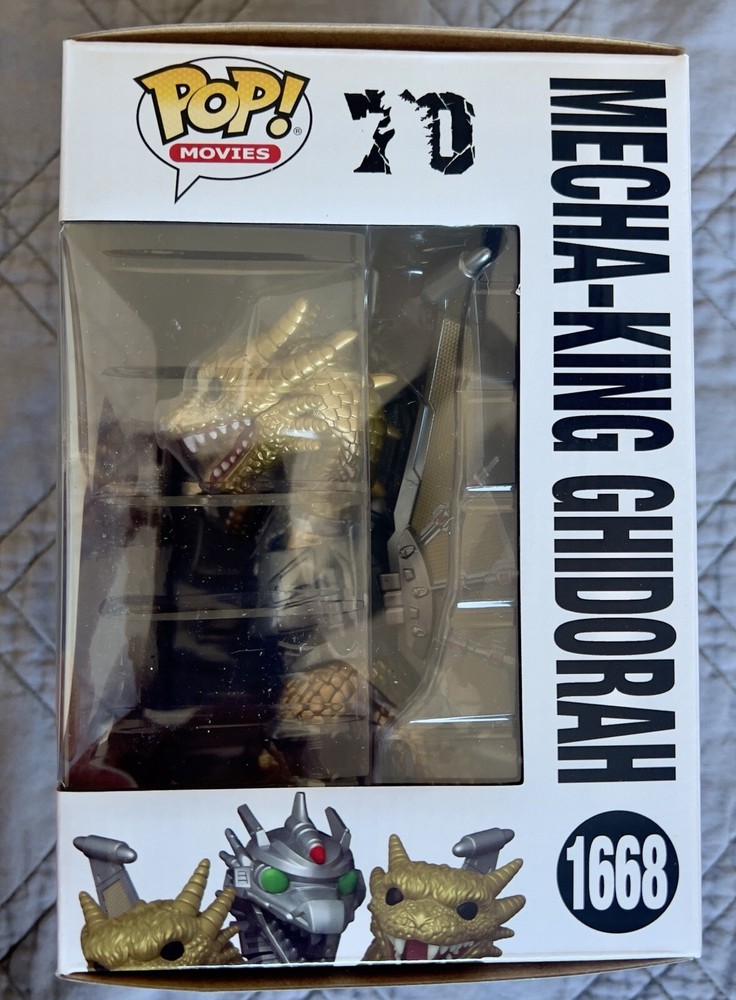 POP!®
MOVIES
70
MECHA-KING GHIDORAH
1668